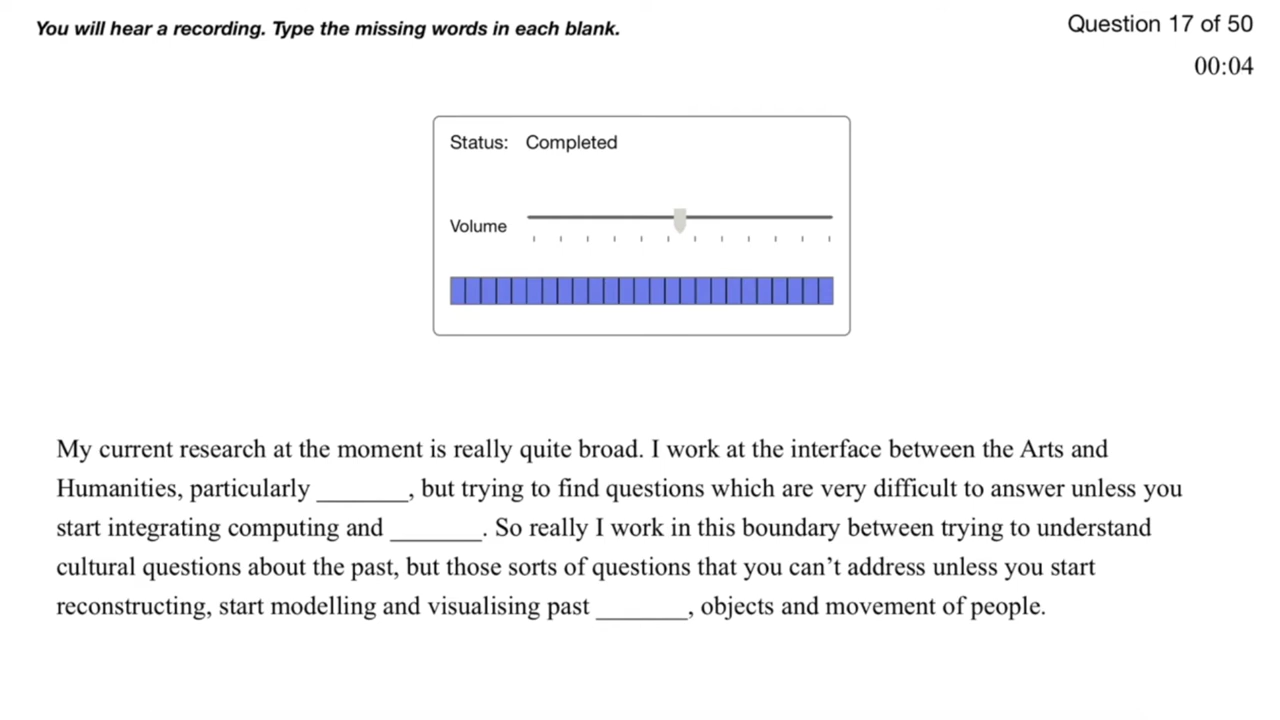 You will hear a recording. Type the missing words in each blank.
Question 17 of 50
00:04
Status: Completed
Volume
My current research at the moment is really quite broad. I work at the interface between the Arts and
Humanities, particularly _______, but trying to find questions which are very difficult to answer unless you
start integrating computing and _______. So really I work in this boundary between trying to understand
cultural questions about the past, but those sorts of questions that you can’t address unless you start
reconstructing, start modelling and visualising past _______, objects and movement of people.